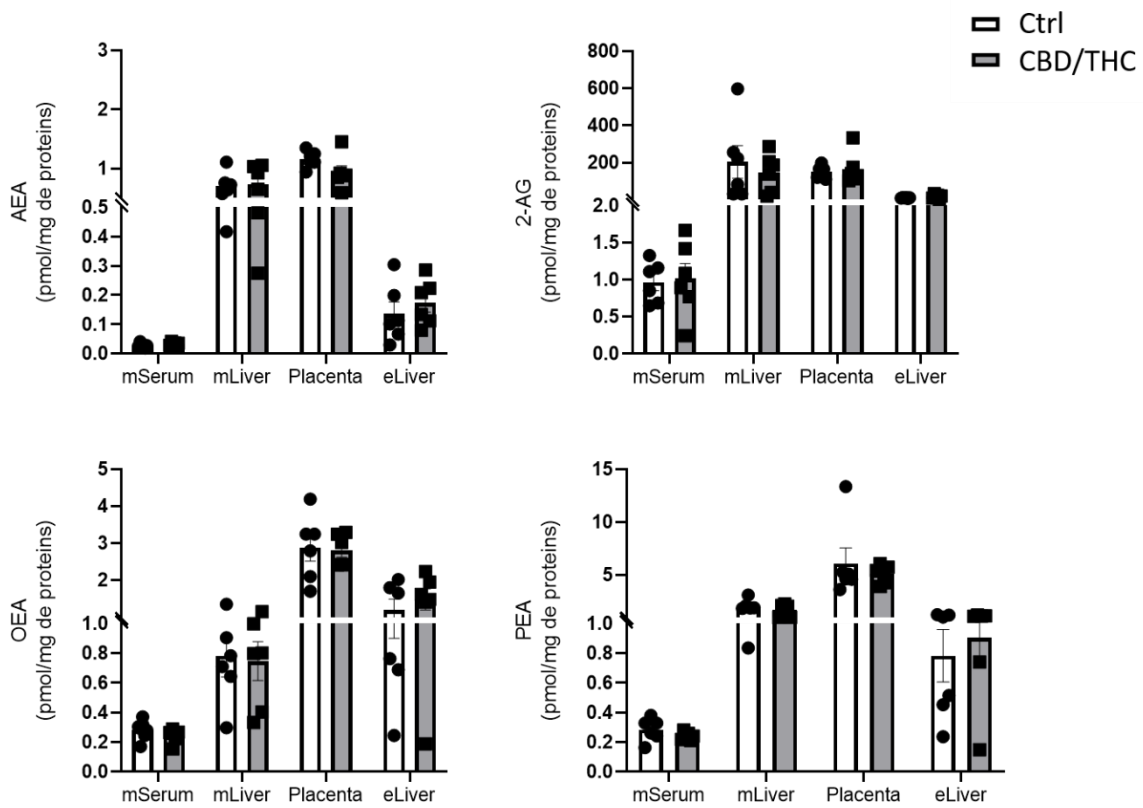 Ctrl
CBD/THC
AEA
(pmol/mg de proteins)
3
2
1
0.5
0.4
0.3
0.2
0.1
0.0
mSerum mLiver Placenta eLiver
2-AG
(pmol/mg de proteins)
800
600
400
200
2.0
1.5
1.0
0.5
0.0
mSerum mLiver Placenta eLiver
OEA
(pmol/mg de proteins)
5
4
3
2
1.0
0.8
0.6
0.4
0.2
0.0
mSerum mLiver Placenta eLiver
PEA
(pmol/mg de proteins)
15
10
5
1.0
0.8
0.6
0.4
0.2
0.0
mSerum mLiver Placenta eLiver